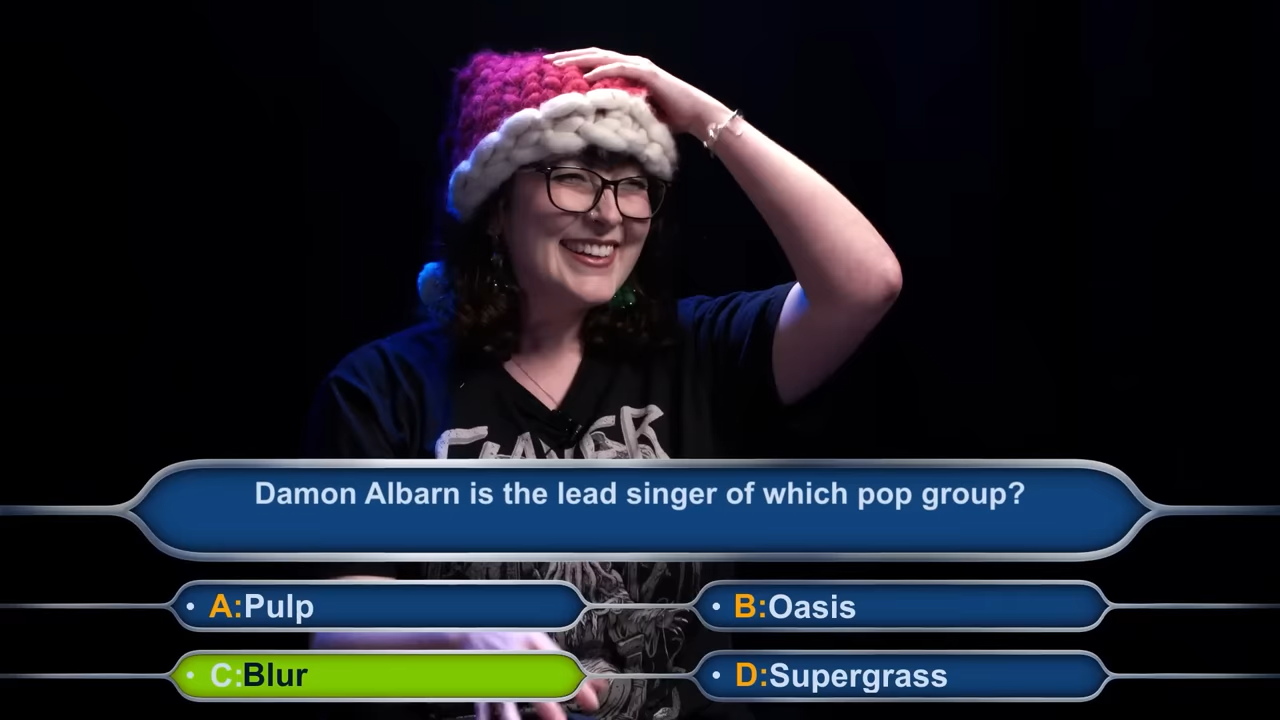 Damon Albarn is the lead singer of which pop group?
A:Pulp
B:Oasis
C:Blur
D:Supergrass